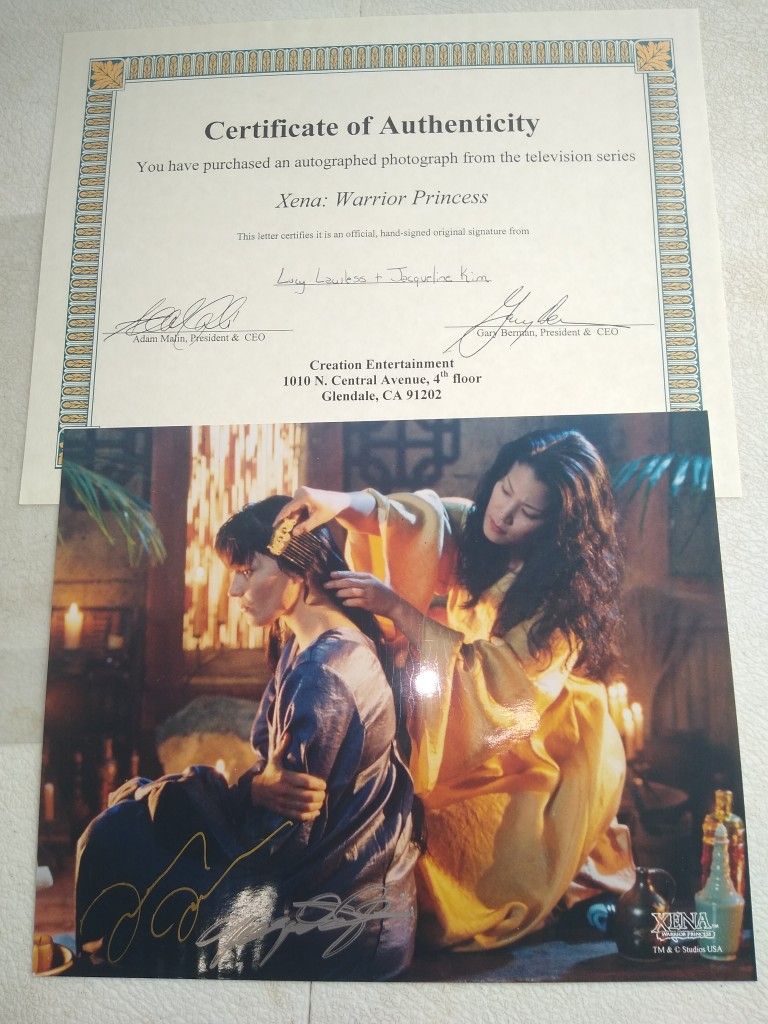 Certificate of Authenticity
You have purchased an autographed photograph from the television series
Xena: Warrior Princess
This letter certifies it is an official, hand-signed original signature from
Lucy Lawless + Jacqueline Kim
Adam Malin, President & CEO
Gary Berman, President & CEO
Creation Entertainment
1010 N. Central Avenue, 4th floor
Glendale, CA 91202
XENA
WARRIOR PRINCESS
TM & © Studios USA